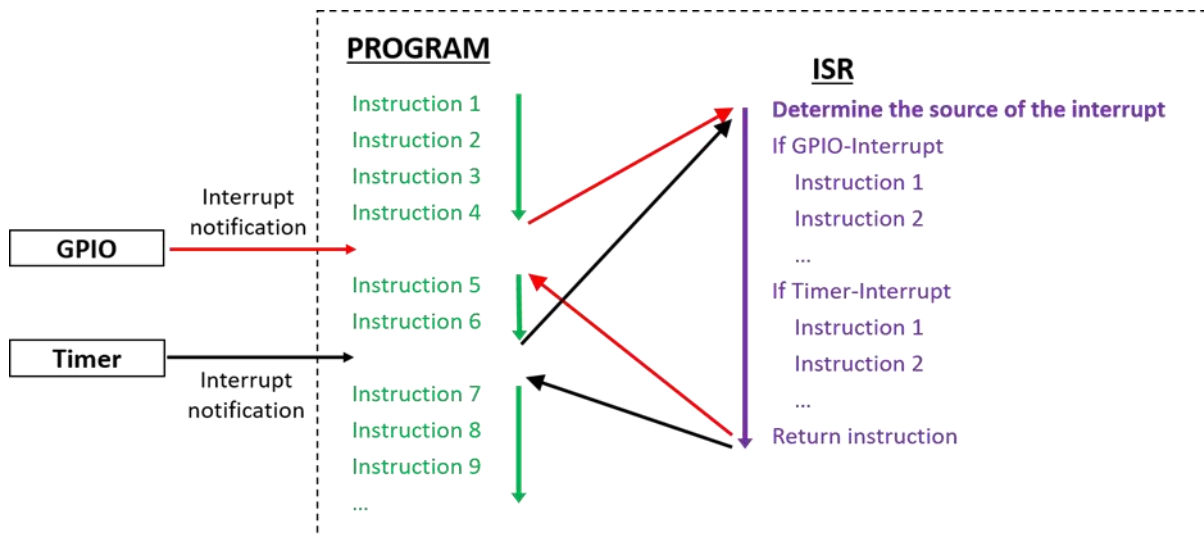 PROGRAM
Instruction 1
Instruction 2
Instruction 3
Instruction 4
Interrupt
notification
GPIO
Instruction 5
Instruction 6
Timer
Interrupt
notification
Instruction 7
Instruction 8
Instruction 9
...
ISR
Determine the source of the interrupt
If GPIO-Interrupt
Instruction 1
Instruction 2
...
If Timer-Interrupt
Instruction 1
Instruction 2
...
Return instruction